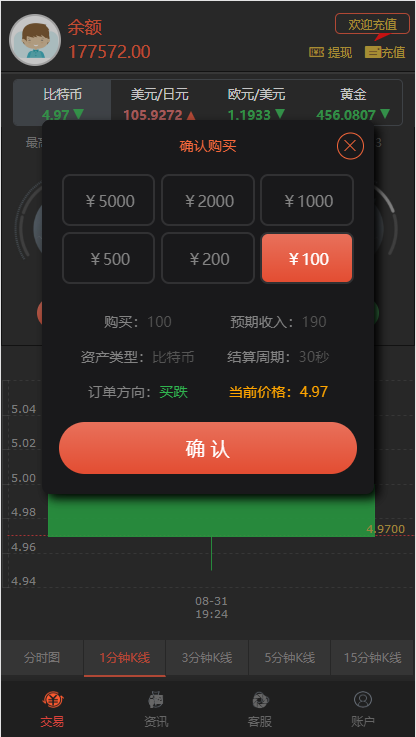 余额
177572.00
欢迎充值
提现
充值
比特币 美元/日元 欧元/美元 黄金
4.97 105.9272 1.1933 456.0807
最
3
确认购买
￥5000 ￥2000 ￥1000
￥500 ￥200 ￥100
购买：100 预期收入：190
资产类型：比特币 结算周期：30秒
订单方向：买跌 当前价格：4.97
确 认
5.04
5.02
5.00
4.98
4.9700
4.96
4.94
08-31
19:24
分时图 1分钟K线 3分钟K线 5分钟K线 15分钟K线
交易 资讯 客服 账户